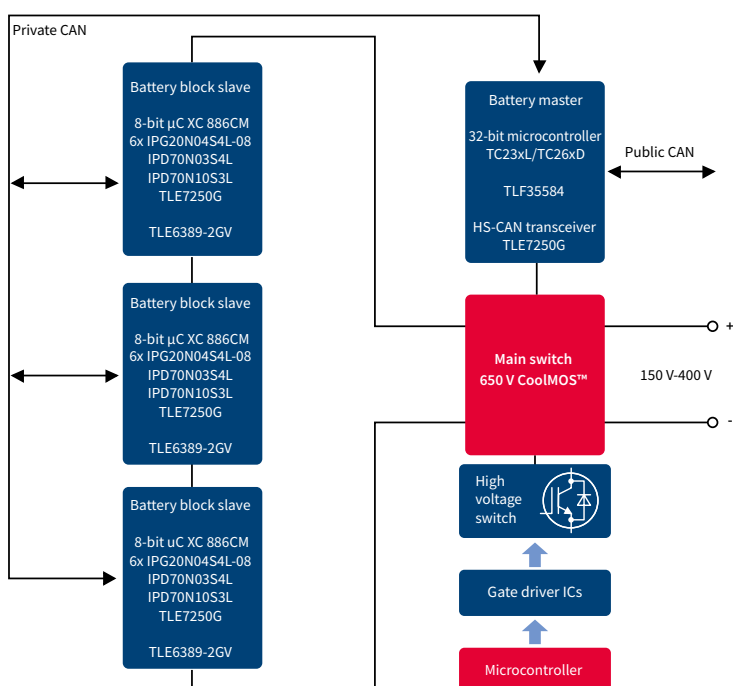 Private CAN
Battery block slave
8-bit µC XC 886CM
6x IPG20N04S4L-08
IPD70N03S4L
IPD70N10S3L
TLE7250G
TLE6389-2GV
Battery block slave
8-bit µC XC 886CM
6x IPG20N04S4L-08
IPD70N03S4L
IPD70N10S3L
TLE7250G
TLE6389-2GV
Battery block slave
8-bit uC XC 886CM
6x IPG20N04S4L-08
IPD70N03S4L
IPD70N10S3L
TLE7250G
TLE6389-2GV
Battery master
32-bit microcontroller
TC23xL/TC26xD
TLF35584
HS-CAN transceiver
TLE7250G
Public CAN
Main switch
650 V CoolMOS™
+
150 V-400 V
-
High
voltage
switch
Gate driver ICs
Microcontroller